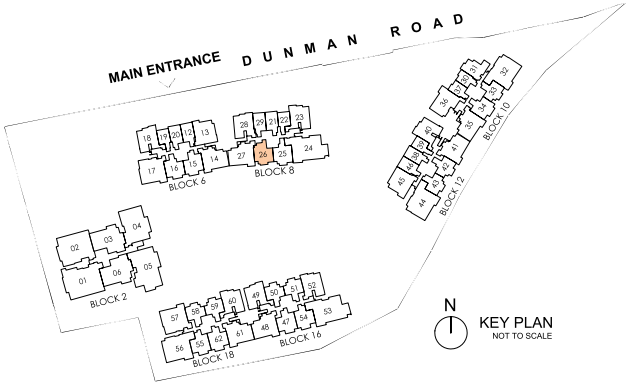 DUNMAN ROAD
MAIN ENTRANCE
31 32
30
37 33
36 34
35
BLOCK 10
28 29 21 22 23
18 19 20 12 13
27 26 25 24
17 16 15 14
BLOCK 6
BLOCK 8
40
39 41
38
46 42
45 43
44
BLOCK 12
04
03
02
05
06
01
BLOCK 2
49 50 51 52
57 58 59 60
47 54 53
56 55 62 61 48
BLOCK 18
BLOCK 16
N
KEY PLAN
NOT TO SCALE